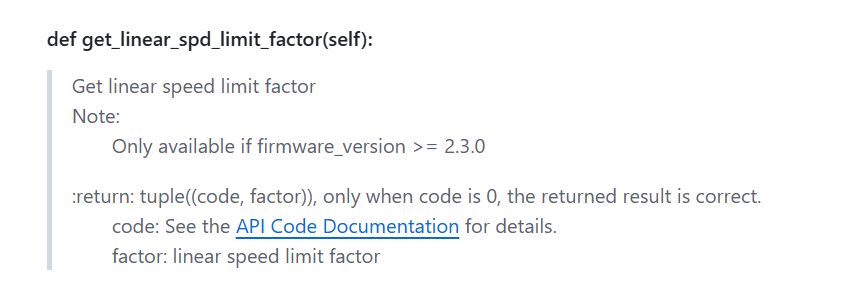 def get_linear_spd_limit_factor(self):
Get linear speed limit factor
Note:
Only available if firmware_version >= 2.3.0
:return: tuple((code, factor)), only when code is 0, the returned result is correct.
code: See the API Code Documentation for details.
factor: linear speed limit factor